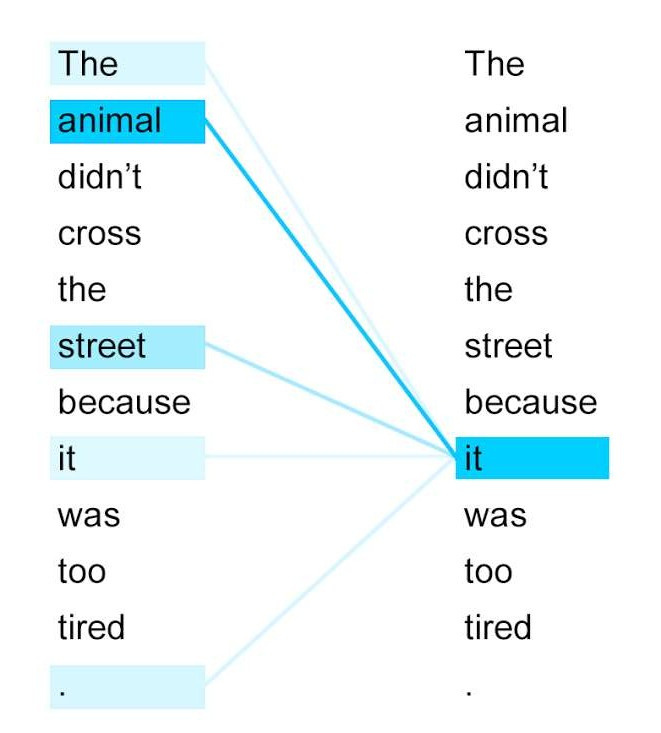 The
animal
didn’t
cross
the
street
because
it
was
too
tired
.
The
animal
didn’t
cross
the
street
because
it
was
too
tired
.